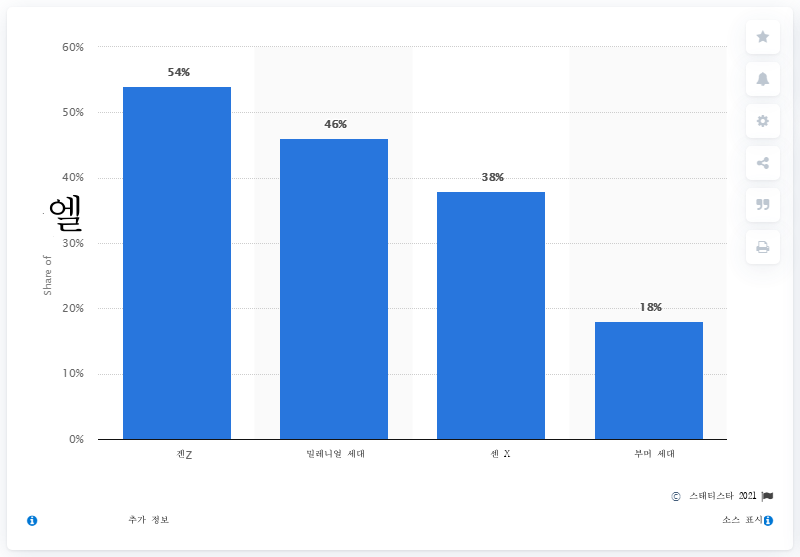 60%
54%
50%
46%
40%
38%
엘
30%
Share of
20%
18%
10%
0%
겐Z
밀레니얼 세대
센 X
부머 세대
© 스태티스타 2021
추가 정보
소스 표시